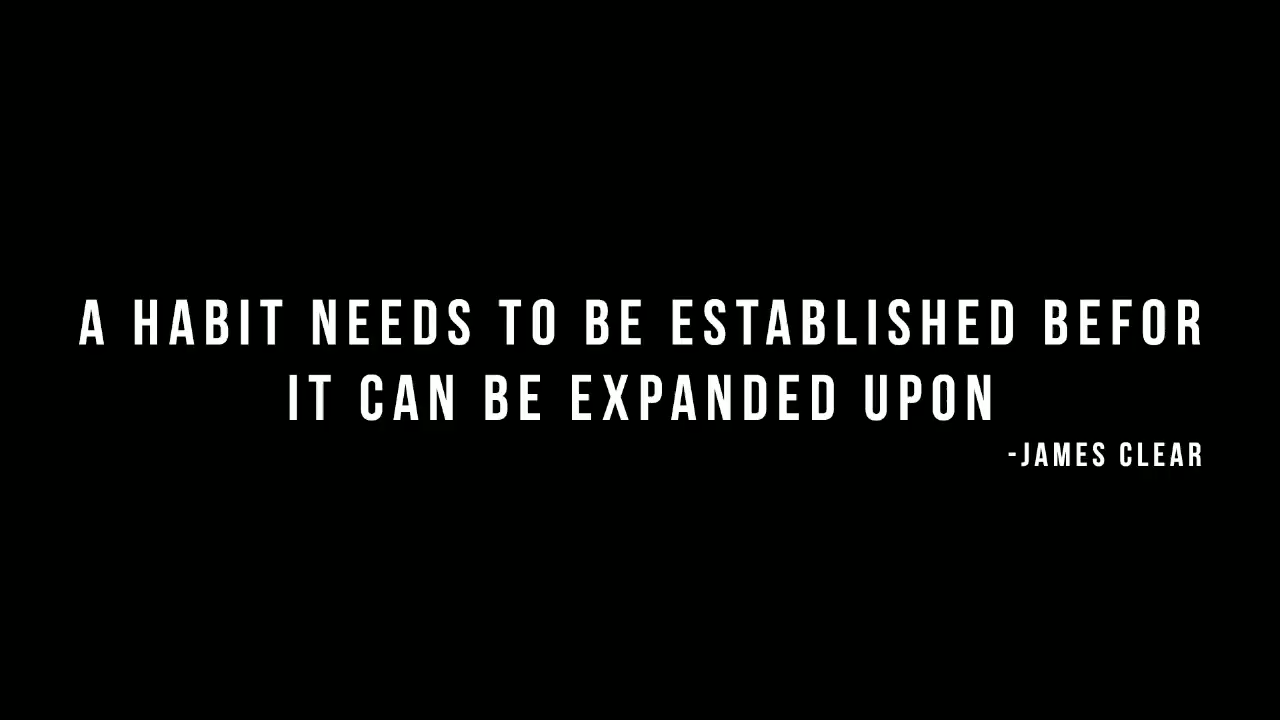 A HABIT NEEDS TO BE ESTABLISHED BEFOR
IT CAN BE EXPANDED UPON
-JAMES CLEAR